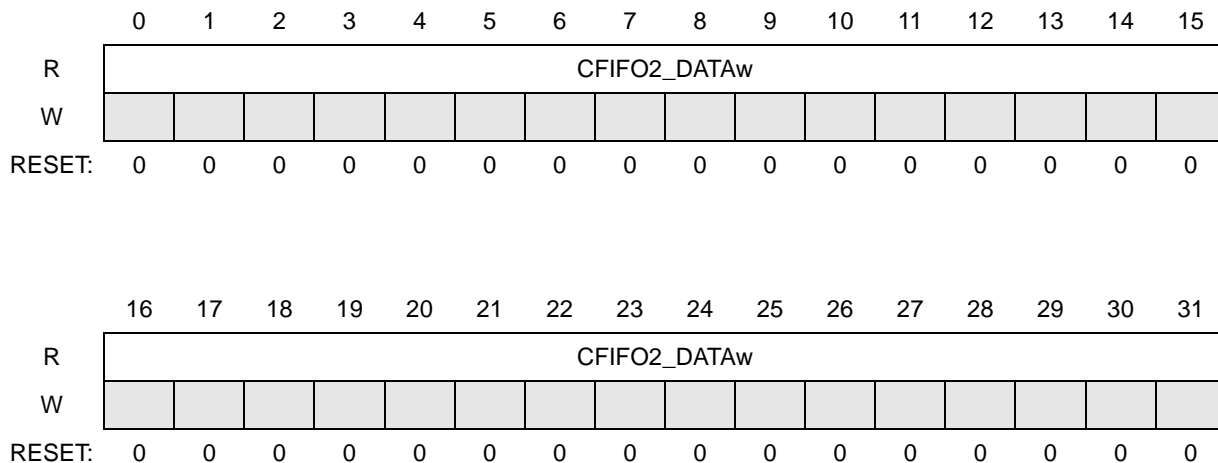 0 1 2 3 4 5 6 7 8 9 10 11 12 13 14 15
R CFIFO2_DATAw
W
RESET: 0 0 0 0 0 0 0 0 0 0 0 0 0 0 0 0
16 17 18 19 20 21 22 23 24 25 26 27 28 29 30 31
R CFIFO2_DATAw
W
RESET: 0 0 0 0 0 0 0 0 0 0 0 0 0 0 0 0